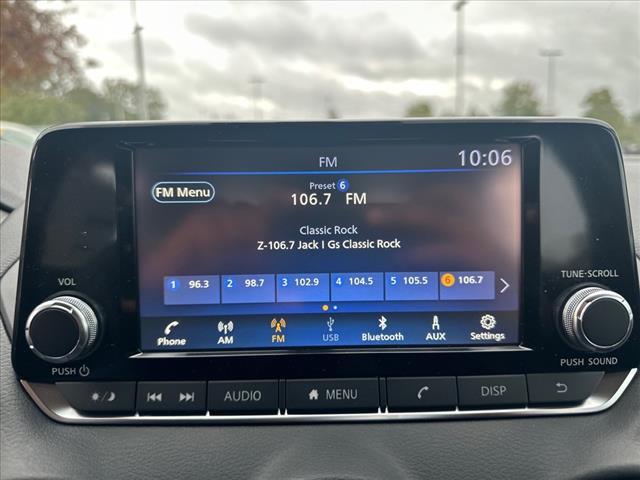 FM 10:06
FM Menu
Preset 6
106.7 FM
Classic Rock
Z-106.7 Jack I Gs Classic Rock
1 96.3 2 98.7 3 102.9 4 104.5 5 105.5 6 106.7
Phone AM FM USB Bluetooth AUX Settings
VOL
PUSH
TUNE-SCROLL
PUSH SOUND
AUDIO MENU DISP